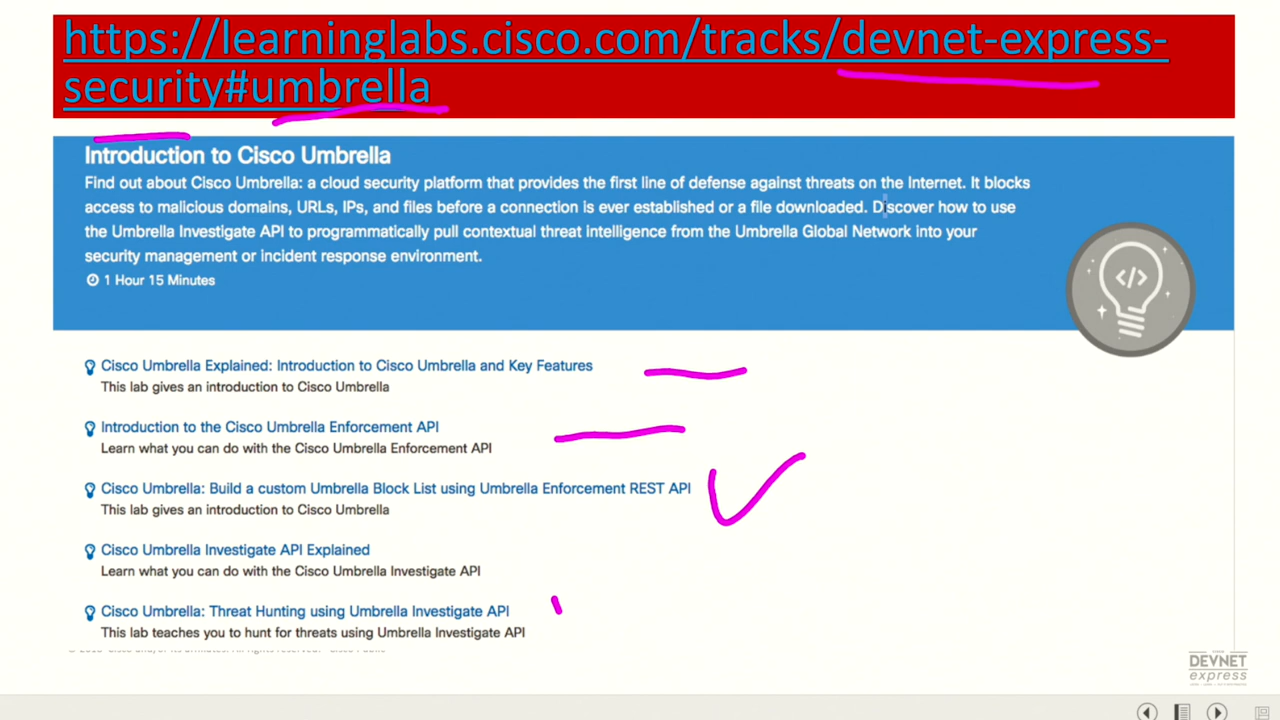 https://learninglabs.cisco.com/tracks/devnet-express-
security#umbrella
Introduction to Cisco Umbrella
Find out about Cisco Umbrella: a cloud security platform that provides the first line of defense against threats on the Internet. It blocks
access to malicious domains, URLs, IPs, and files before a connection is ever established or a file downloaded. Discover how to use
the Umbrella Investigate API to programmatically pull contextual threat intelligence from the Umbrella Global Network into your
security management or incident response environment.
1 Hour 15 Minutes
</>
Cisco Umbrella Explained: Introduction to Cisco Umbrella and Key Features
This lab gives an introduction to Cisco Umbrella
Introduction to the Cisco Umbrella Enforcement API
Learn what you can do with the Cisco Umbrella Enforcement API
Cisco Umbrella: Build a custom Umbrella Block List using Umbrella Enforcement REST API
This lab gives an introduction to Cisco Umbrella
Cisco Umbrella Investigate API Explained
Learn what you can do with the Cisco Umbrella Investigate API
Cisco Umbrella: Threat Hunting using Umbrella Investigate API
This lab teaches you to hunt for threats using Umbrella Investigate API
DEVNET
express